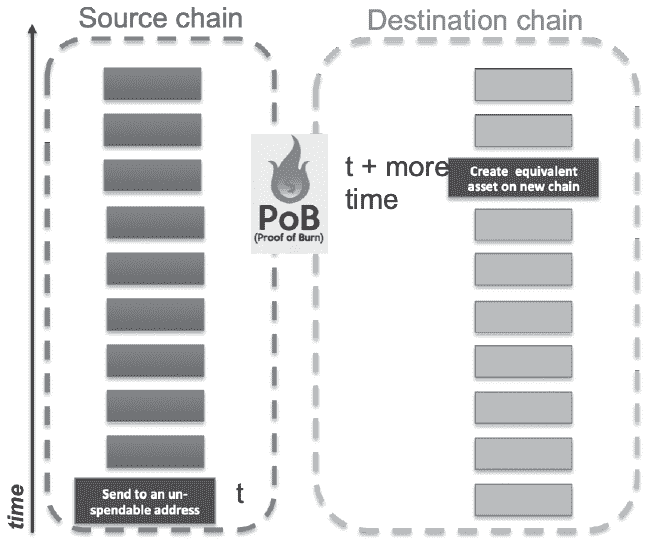 Source chain
Destination chain
PoB
(Proof of Burn)
t + more
time
Create equivalent
asset on new chain
Send to an un-
spendable address
t
time